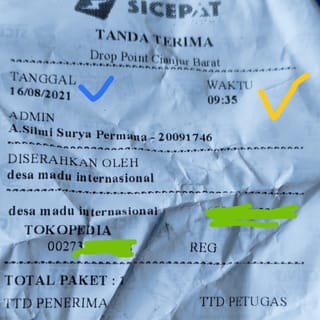 SICEPAT
TANDA TERIMA
Drop Point Cianjur Barat
TANGGAL WAKTU
16/08/2021 09:35
ADMIN
A.Silmi Surya Permana - 20091746
DISERAHKAN OLEH
desa madu internasional
desa madu internasional
TOKOPEDIA
00273 REG
TOTAL PAKET :
TTD PENERIMA TTD PETUGAS